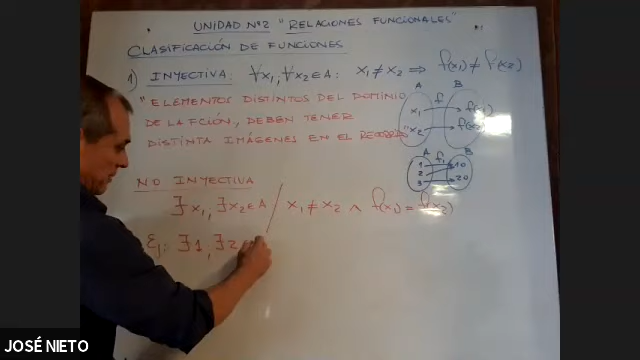 UNIDAD Nº2 "RELACIONES FUNCIONALES"
CLASIFICACIÓN DE FUNCIONES
1) INYECTIVA: ∀x₁, ∀x₂ ∈ A: x₁ ≠ x₂ ⇒ f(x₁) ≠ f(x₂)
"ELEMENTOS DISTINTOS DEL DOMINIO
DE LA FCIÓN, DEBEN TENER
DISTINTA IMÁGENES EN EL RECORRIDO"
A f B
x₁ f(x₁)
x₂ f(x₂)
A f₁ B
1 10
2
3 20
NO INYECTIVA
∃x₁, ∃x₂ ∈ A / x₁ ≠ x₂ ∧ f(x₁) = f(x₂)
Ej: ∃1, ∃2
JOSÉ NIETO